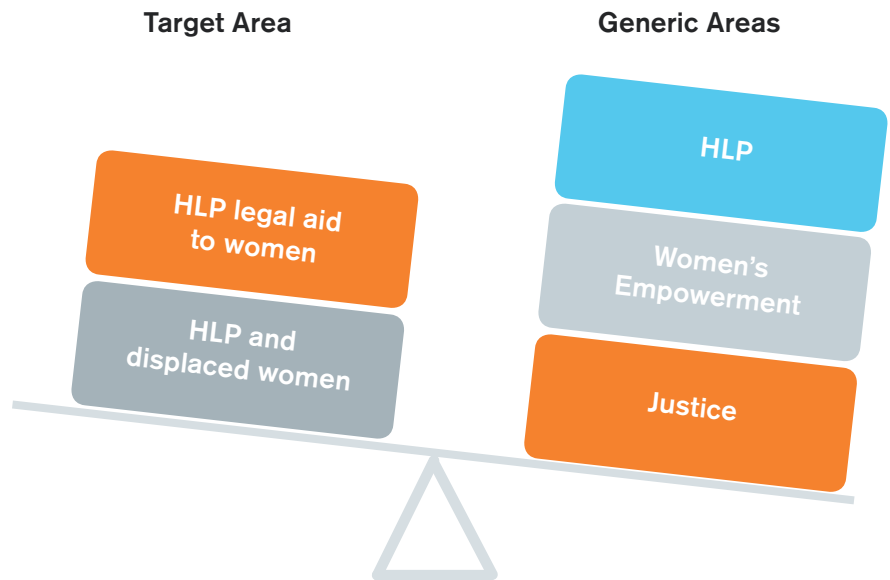 Target Area
Generic Areas
HLP legal aid
to women
HLP and
displaced women
HLP
Women’s
Empowerment
Justice